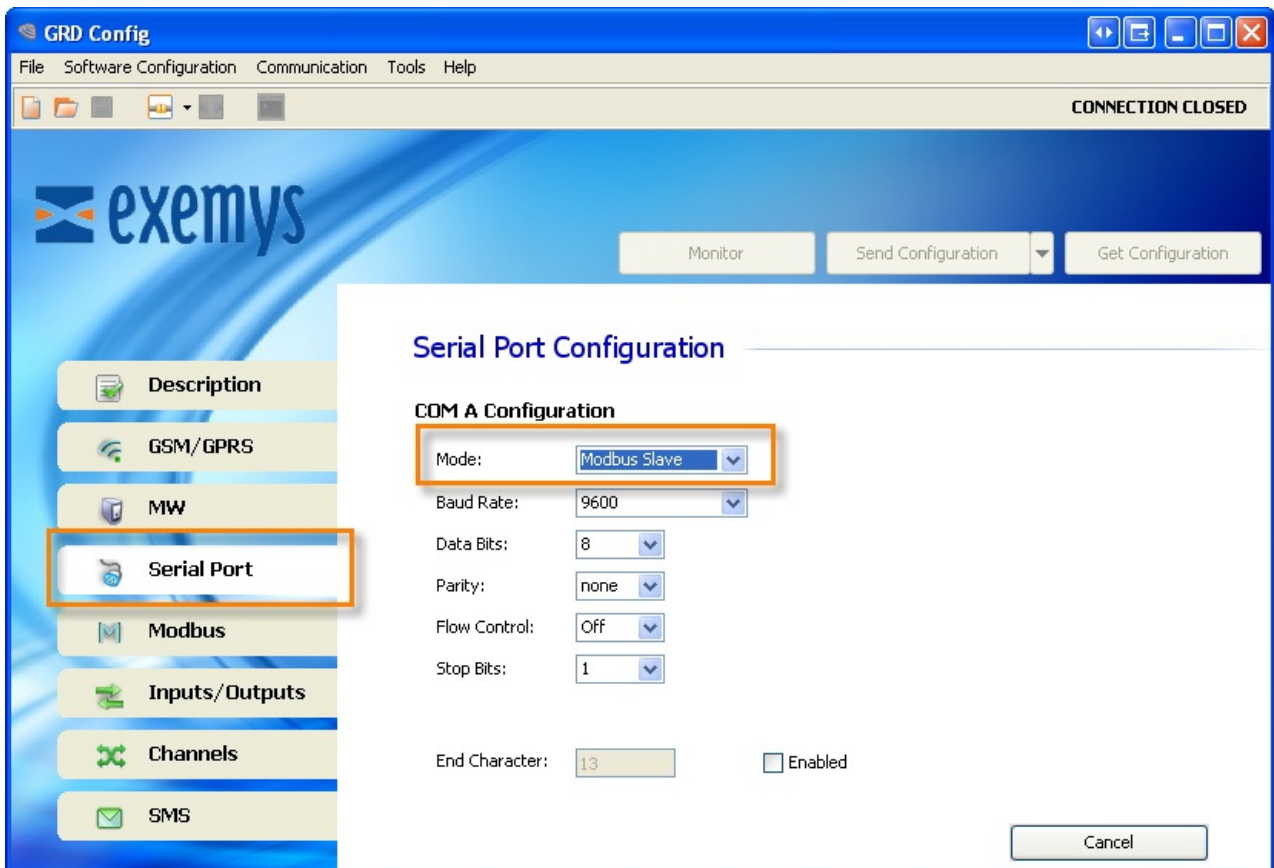 GRD Config
File Software Configuration Communication Tools Help
CONNECTION CLOSED
exemys
Monitor Send Configuration Get Configuration
Serial Port Configuration
Description
COM A Configuration
GSM/GPRS
Mode: Modbus Slave
MW
Baud Rate: 9600
Data Bits: 8
Serial Port
Parity: none
Modbus
Flow Control: Off
Stop Bits: 1
Inputs/Outputs
Channels
End Character: 13 Enabled
SMS
Cancel